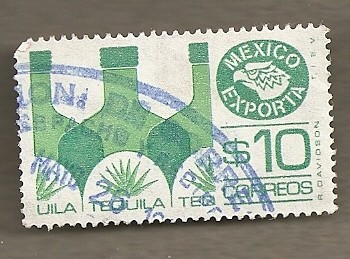 MEXICO
EXPORTA
T.I.E.V.
$10
CORREOS
R. DAVIDSON
UILA TEQUILA TEQ